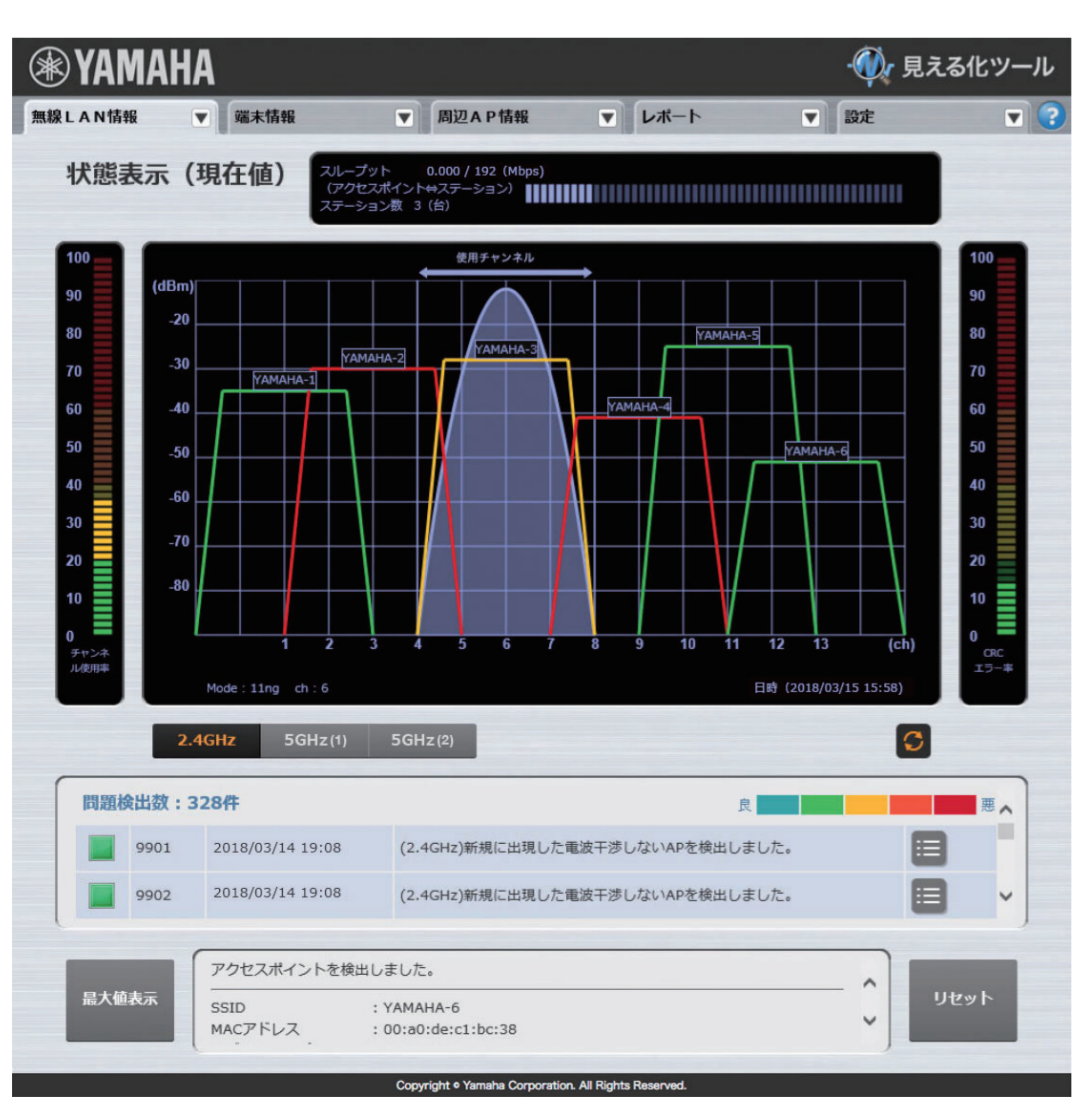 YAMAHA 見える化ツール
無線LAN情報 ▼ 端末情報 ▼ 周辺AP情報 ▼ レポート ▼ 設定 ▼ ?
状態表示（現在値）
スループット 0.000 / 192 (Mbps)
（アクセスポイント⇔ステーション）
ステーション数 3（台）
100
90
80
70
60
50
40
30
20
10
0
チャンネ
ル使用率
使用チャンネル
(dBm)
-20
-30
-40
-50
-60
-70
-80
YAMAHA-1
YAMAHA-2
YAMAHA-3
YAMAHA-4
YAMAHA-5
YAMAHA-6
1 2 3 4 5 6 7 8 9 10 11 12 13 (ch)
Mode : 11ng ch : 6
日時 (2018/03/15 15:58)
100
90
80
70
60
50
40
30
20
10
0
CRC
エラー率
2.4GHz 5GHz(1) 5GHz(2)
問題検出数：328件
良 悪
9901 2018/03/14 19:08 (2.4GHz)新規に出現した電波干渉しないAPを検出しました。
9902 2018/03/14 19:08 (2.4GHz)新規に出現した電波干渉しないAPを検出しました。
最大値表示
アクセスポイントを検出しました。
SSID : YAMAHA-6
MACアドレス : 00:a0:de:c1:bc:38
リセット
Copyright © Yamaha Corporation. All Rights Reserved.